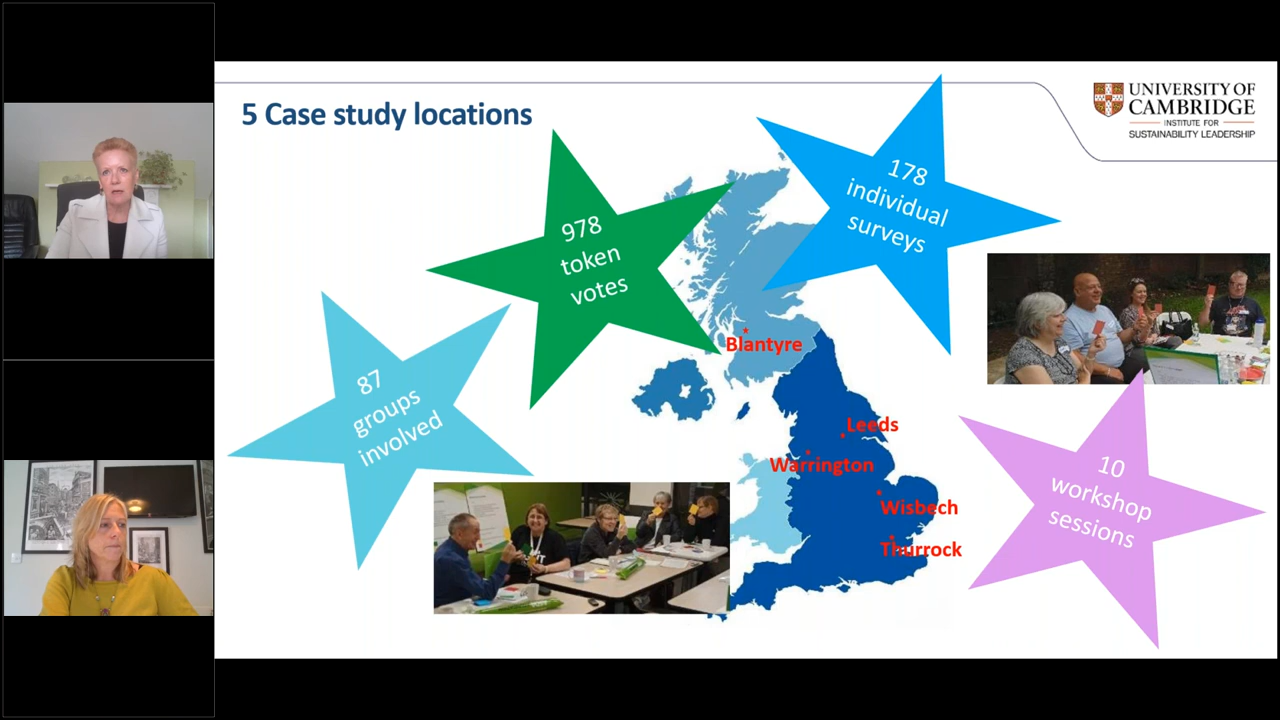 5 Case study locations
UNIVERSITY OF
CAMBRIDGE
INSTITUTE FOR
SUSTAINABILITY LEADERSHIP
178
individual
surveys
978
token
votes
87
groups
involved
10
workshop
sessions
Blantyre
Leeds
Warrington
Wisbech
Thurrock